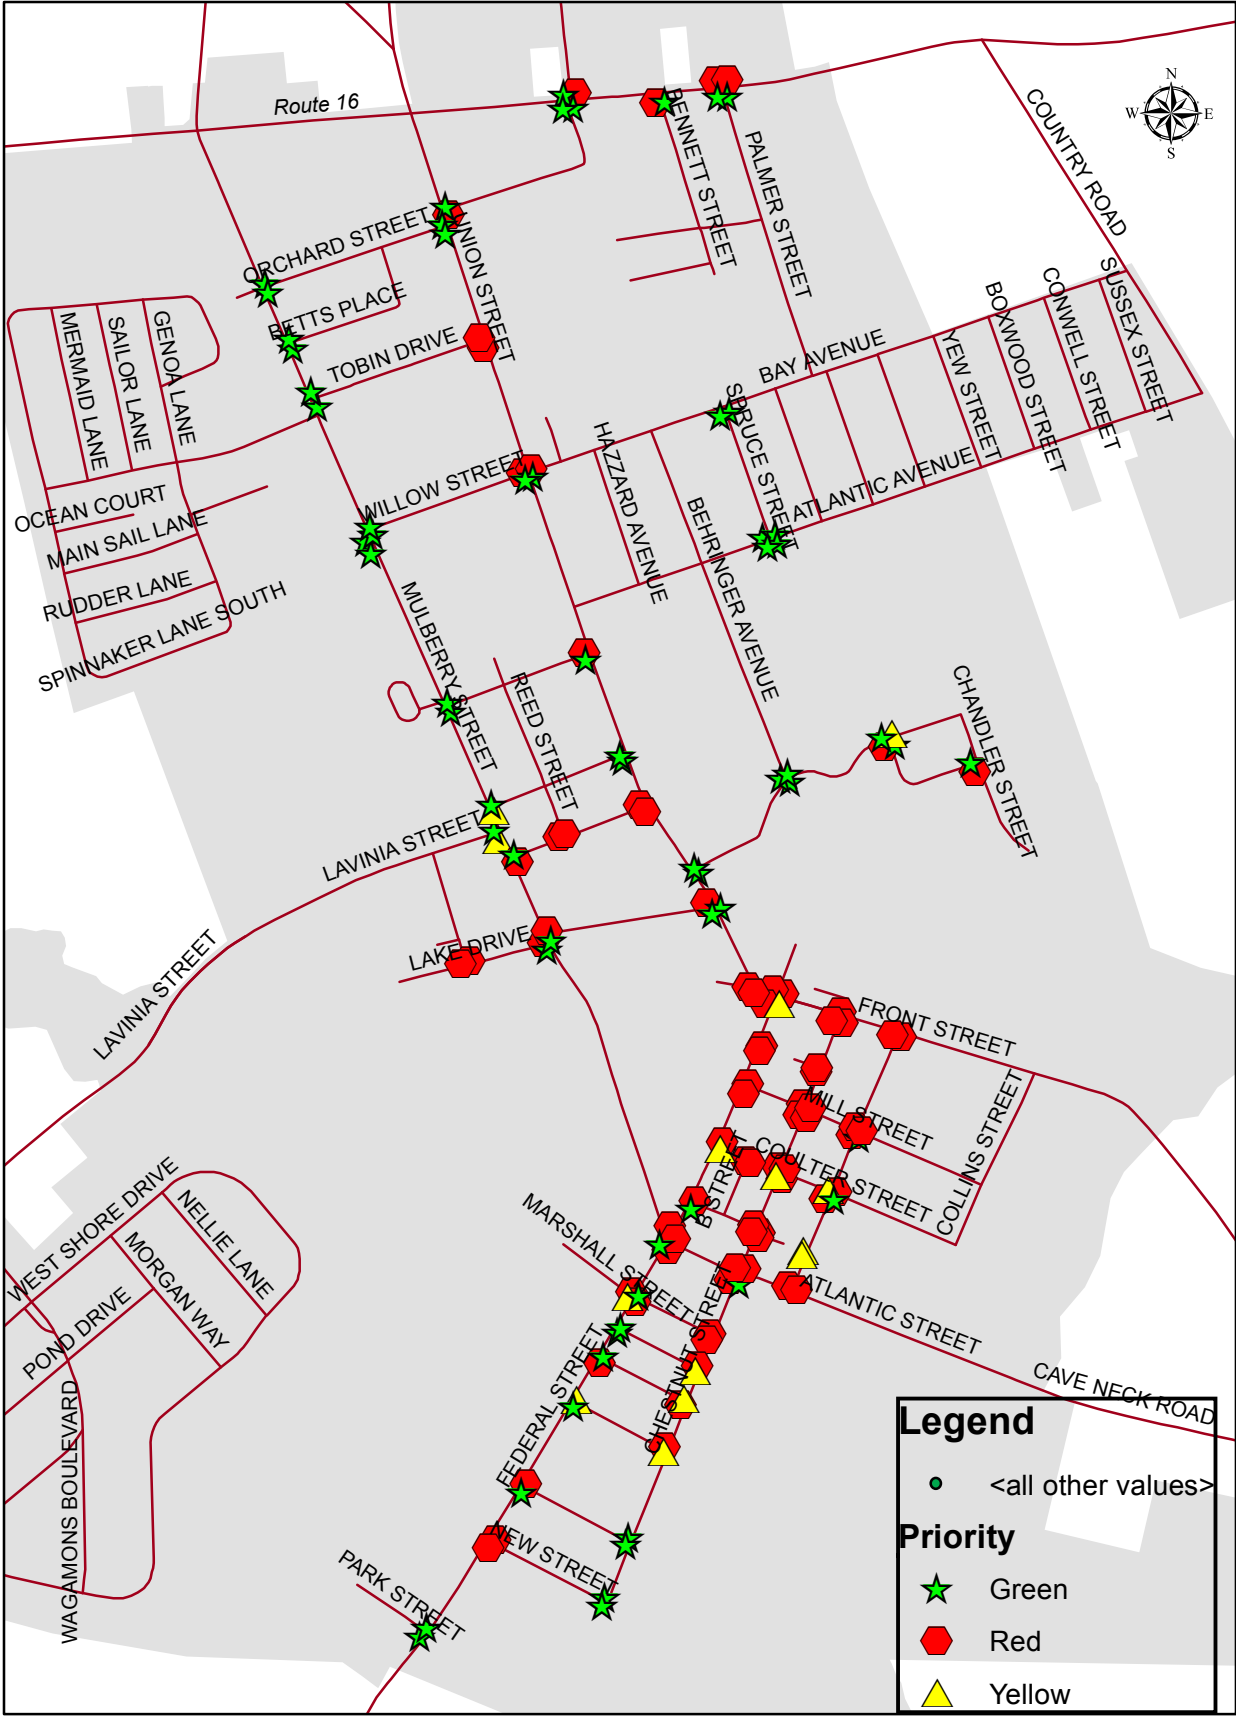 Route 16
N
W
E
S
COUNTRY ROAD
BENNETT STREET
PALMER STREET
ORCHARD STREET
UNION STREET
BETTS PLACE
TOBIN DRIVE
MERMAID LANE
SAILOR LANE
GENOA LANE
SUSSEX STREET
CONWELL STREET
BOXWOOD STREET
YEW STREET
BAY AVENUE
SPRUCE STREET
HAZZARD AVENUE
WILLOW STREET
ATLANTIC AVENUE
BEHRINGER AVENUE
OCEAN COURT
MAIN SAIL LANE
RUDDER LANE
SPINNAKER LANE SOUTH
MULBERRY STREET
REED STREET
CHANDLER STREET
LAVINIA STREET
LAKE DRIVE
LAVINIA STREET
FRONT STREET
MILL STREET
COLLINS STREET
COULTER STREET
B STREET
WEST SHORE DRIVE
NELLIE LANE
MORGAN WAY
POND DRIVE
MARSHALL STREET
ATLANTIC STREET
CHESTNUT STREET
FEDERAL STREET
CAVE NECK ROAD
WAGAMONS BOULEVARD
NEW STREET
PARK STREET
Legend
<all other values>
Priority
Green
Red
Yellow